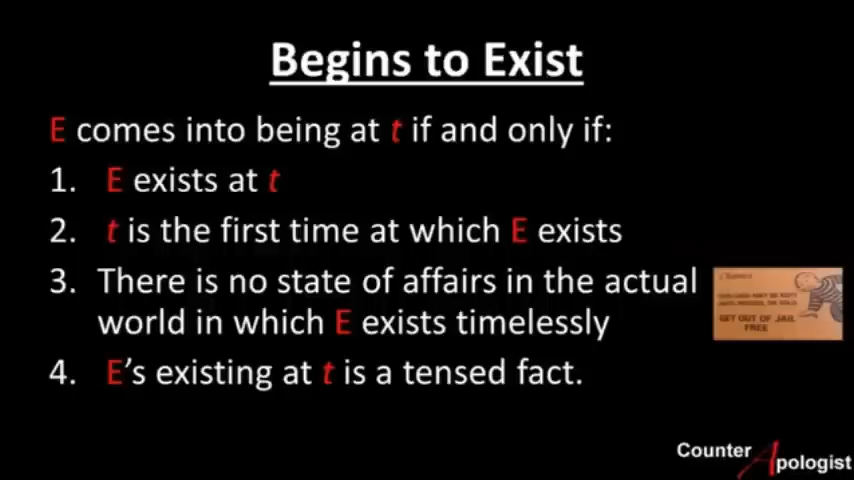 Begins to Exist
E comes into being at t if and only if:
1. E exists at t
2. t is the first time at which E exists
3. There is no state of affairs in the actual
world in which E exists timelessly
GET OUT OF JAIL
FREE
4. E's existing at t is a tensed fact.
Counter
Apologist